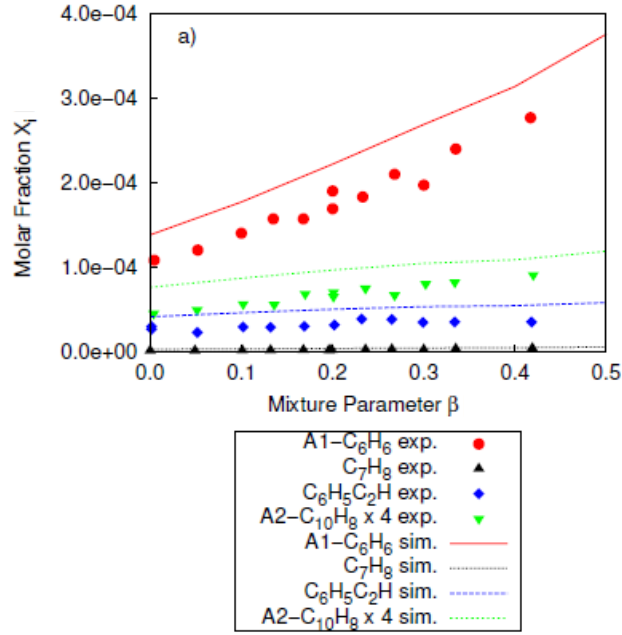 a)
4.0e−04
3.0e−04
2.0e−04
1.0e−04
0.0e+00
Molar Fraction Xi
0.0 0.1 0.2 0.3 0.4 0.5
Mixture Parameter β
A1−C6H6 exp.
C7H8 exp.
C6H5C2H exp.
A2−C10H8 x 4 exp.
A1−C6H6 sim.
C7H8 sim.
C6H5C2H sim.
A2−C10H8 x 4 sim.